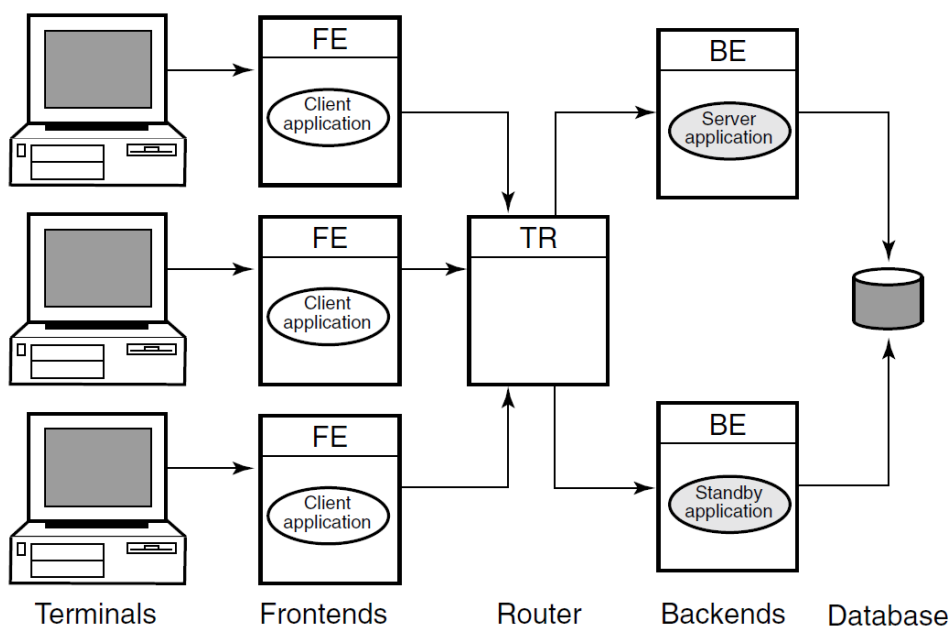 FE
Client
application
BE
Server
application
FE
Client
application
TR
FE
Client
application
BE
Standby
application
Terminals
Frontends
Router
Backends
Database